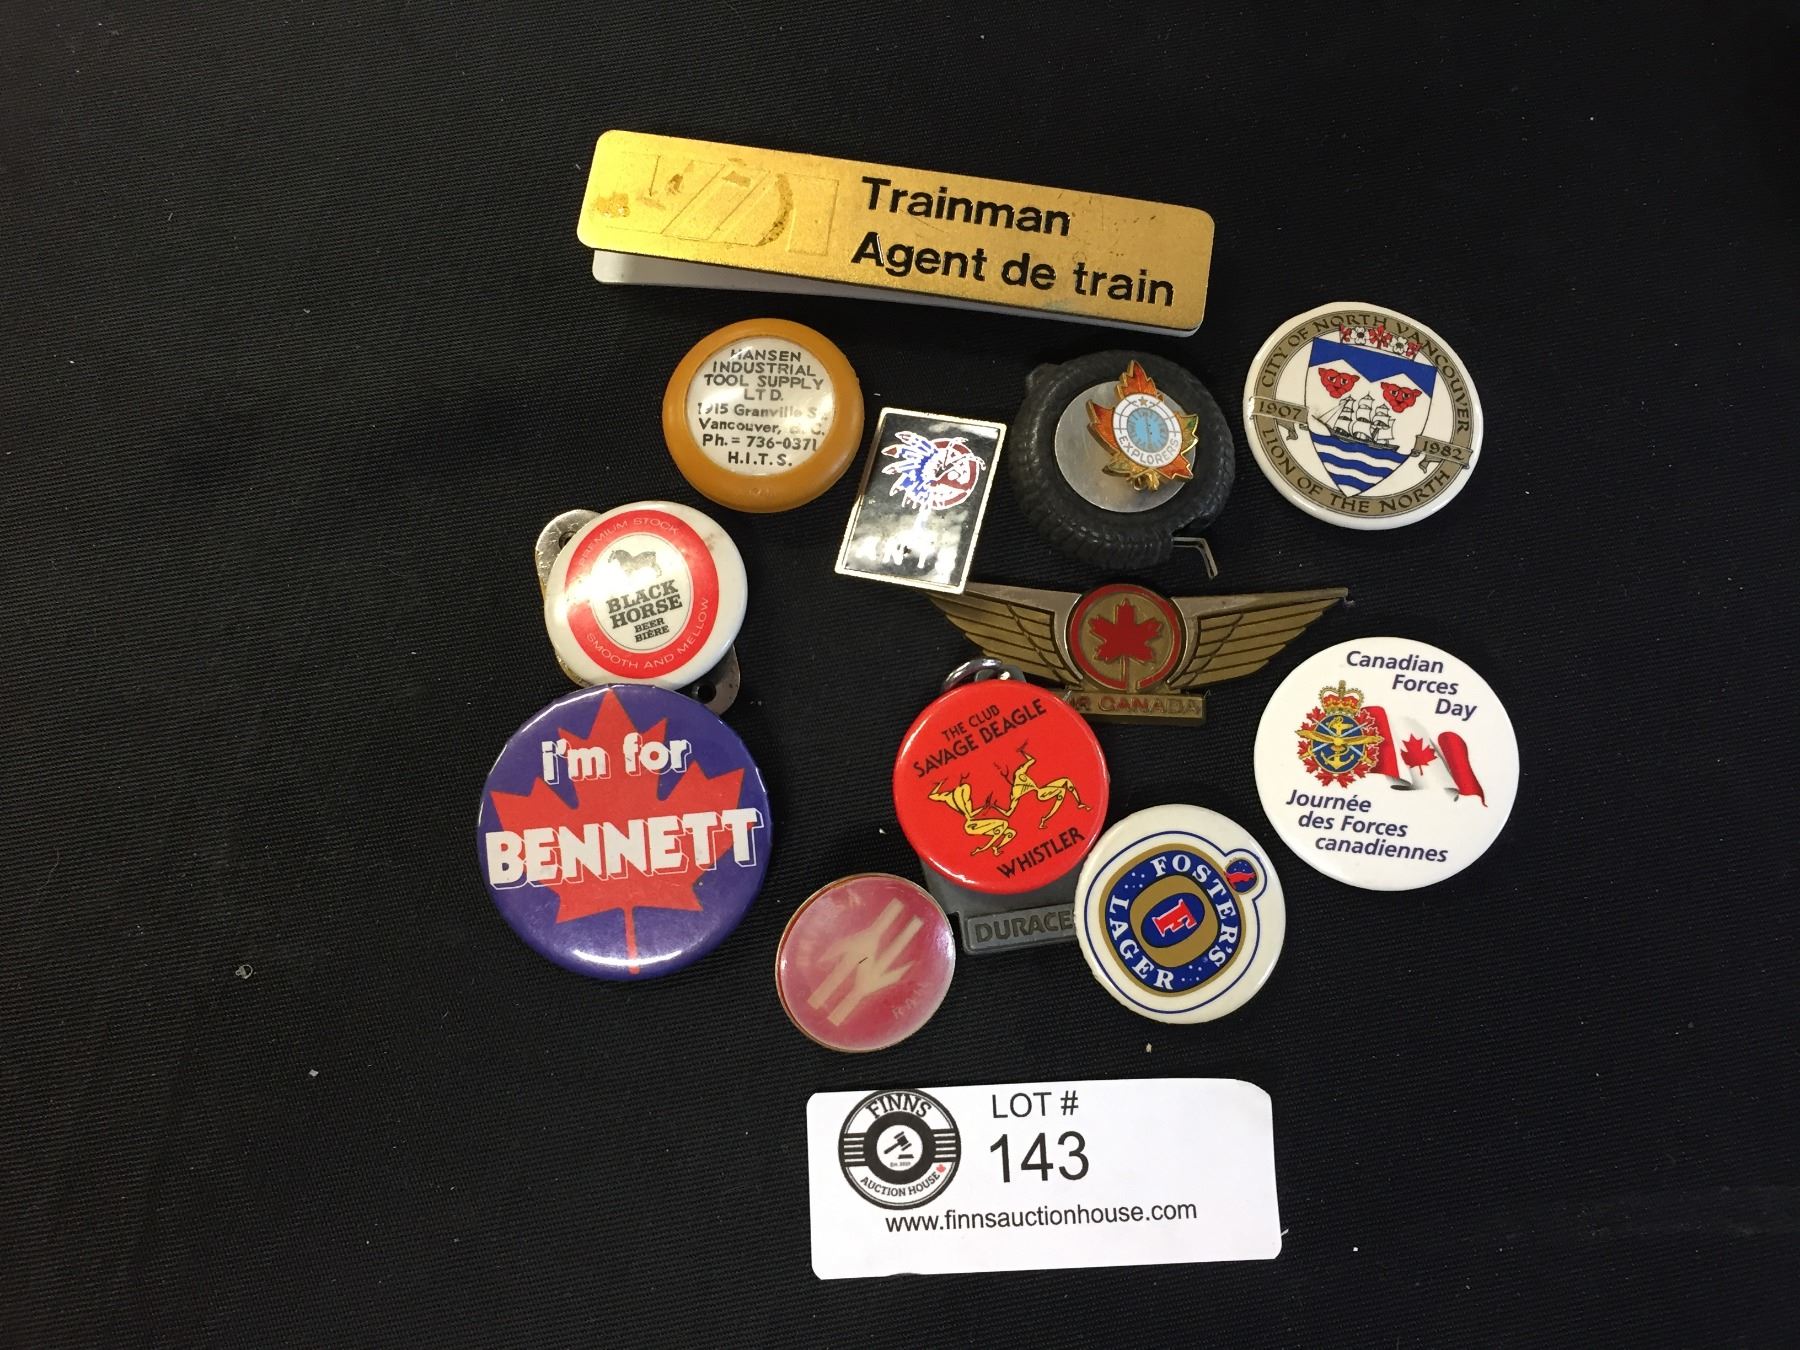 Trainman
Agent de train
HANSEN
INDUSTRIAL
TOOL SUPPLY
LTD.
1915 Granville S
Vancouver, B.C.
Ph. = 736-0371
H.I.T.S.
EXPLORERS
CITY OF NORTH VANCOUVER
1907
1982
LION OF THE NORTH
PREMIUM STOCK
BLACK
HORSE
BEER
BIÈRE
SMOOTH AND MELLOW
AIR CANADA
i'm for
BENNETT
THE CLUB
SAVAGE BEAGLE
WHISTLER
Canadian
Forces
Day
Journée
des Forces
canadiennes
DURACE
FOSTER'S
F
LAGER
FINNS
AUCTION HOUSE
LOT #
143
www.finnsauctionhouse.com